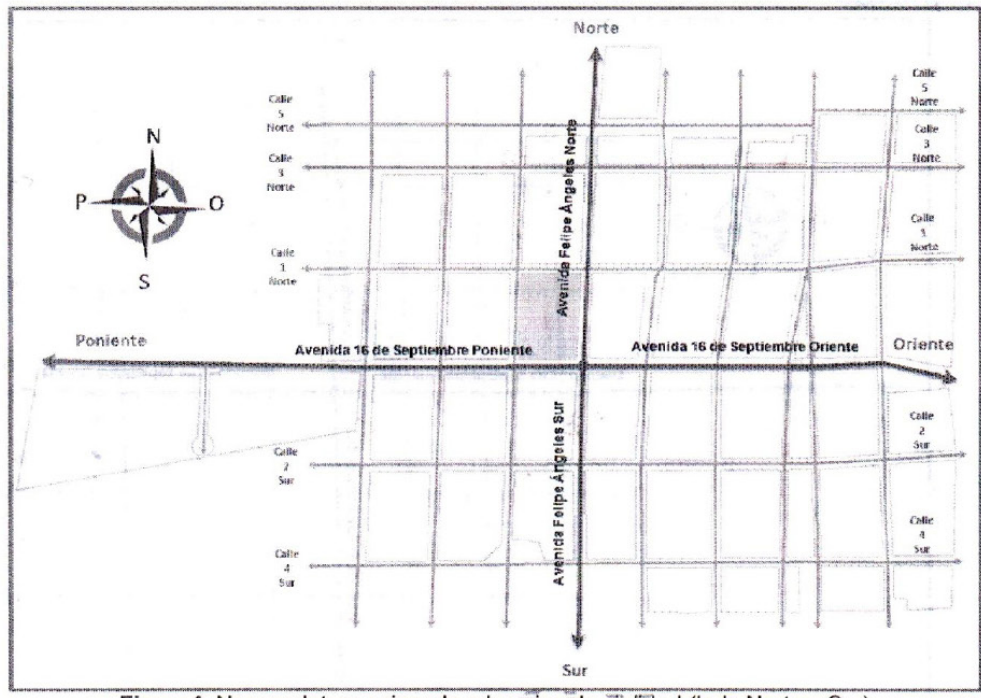 Norte
Calle
5
Norte
Calle
5
Norte
Calle
3
Norte
Calle
3
Norte
N
P
O
S
Avenida Felipe Ángeles Norte
Calle
1
Norte
Calle
1
Norte
Poniente
Avenida 16 de Septiembre Poniente
Avenida 16 de Septiembre Oriente
Oriente
Avenida Felipe Ángeles Sur
Calle
2
Sur
Calle
2
Sur
Calle
4
Sur
Calle
4
Sur
Sur